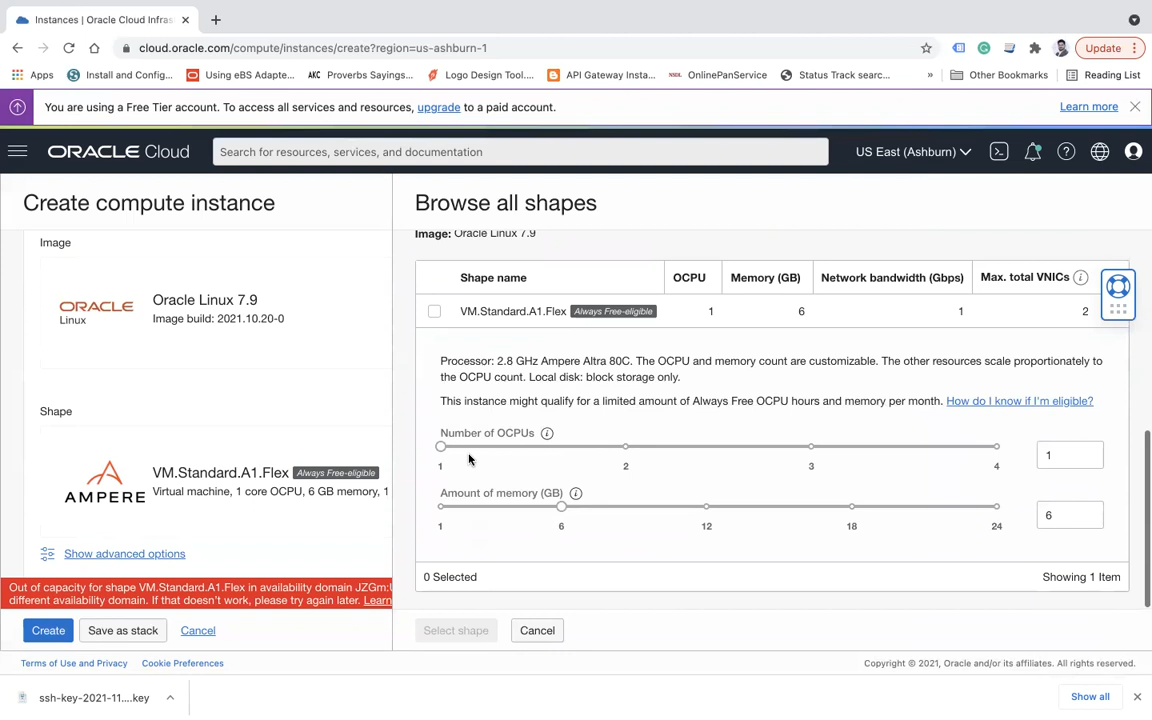 Instances | Oracle Cloud Infras
cloud.oracle.com/compute/instances/create?region=us-ashburn-1
Update
Apps
Install and Config...
Using eBS Adapte...
AKC Proverbs Sayings...
Logo Design Tool....
API Gateway Insta...
OnlinePanService
Status Track searc...
»
Other Bookmarks
Reading List
You are using a Free Tier account. To access all services and resources, upgrade to a paid account.
Learn more
ORACLE Cloud
Search for resources, services, and documentation
US East (Ashburn)
Create compute instance
Browse all shapes
Image
Image: Oracle Linux 7.9
ORACLE
Linux
Oracle Linux 7.9
Image build: 2021.10.20-0
Shape name
OCPU
Memory (GB)
Network bandwidth (Gbps)
Max. total VNICs
VM.Standard.A1.Flex Always Free-eligible
1
6
1
2
Processor: 2.8 GHz Ampere Altra 80C. The OCPU and memory count are customizable. The other resources scale proportionately to
the OCPU count. Local disk: block storage only.
This instance might qualify for a limited amount of Always Free OCPU hours and memory per month. How do I know if I'm eligible?
Shape
AMPERE
VM.Standard.A1.Flex Always Free-eligible
Virtual machine, 1 core OCPU, 6 GB memory, 1
Number of OCPUs
1 2 3 4
1
Amount of memory (GB)
1 6 12 18 24
6
Show advanced options
0 Selected
Showing 1 Item
Out of capacity for shape VM.Standard.A1.Flex in availability domain JZGm:
different availability domain. If that doesn't work, please try again later. Learn
Create
Save as stack
Cancel
Select shape
Cancel
Terms of Use and Privacy
Cookie Preferences
Copyright © 2021, Oracle and/or its affiliates. All rights reserved.
ssh-key-2021-11....key
Show all